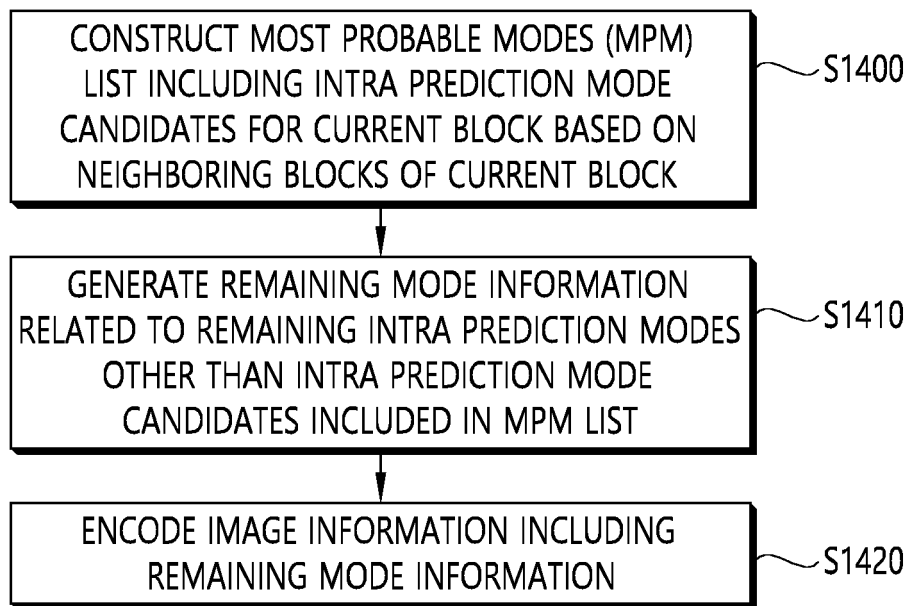 CONSTRUCT MOST PROBABLE MODES (MPM)
LIST INCLUDING INTRA PREDICTION MODE
CANDIDATES FOR CURRENT BLOCK BASED ON
NEIGHBORING BLOCKS OF CURRENT BLOCK
S1400
GENERATE REMAINING MODE INFORMATION
RELATED TO REMAINING INTRA PREDICTION MODES
OTHER THAN INTRA PREDICTION MODE
CANDIDATES INCLUDED IN MPM LIST
S1410
ENCODE IMAGE INFORMATION INCLUDING
REMAINING MODE INFORMATION
S1420